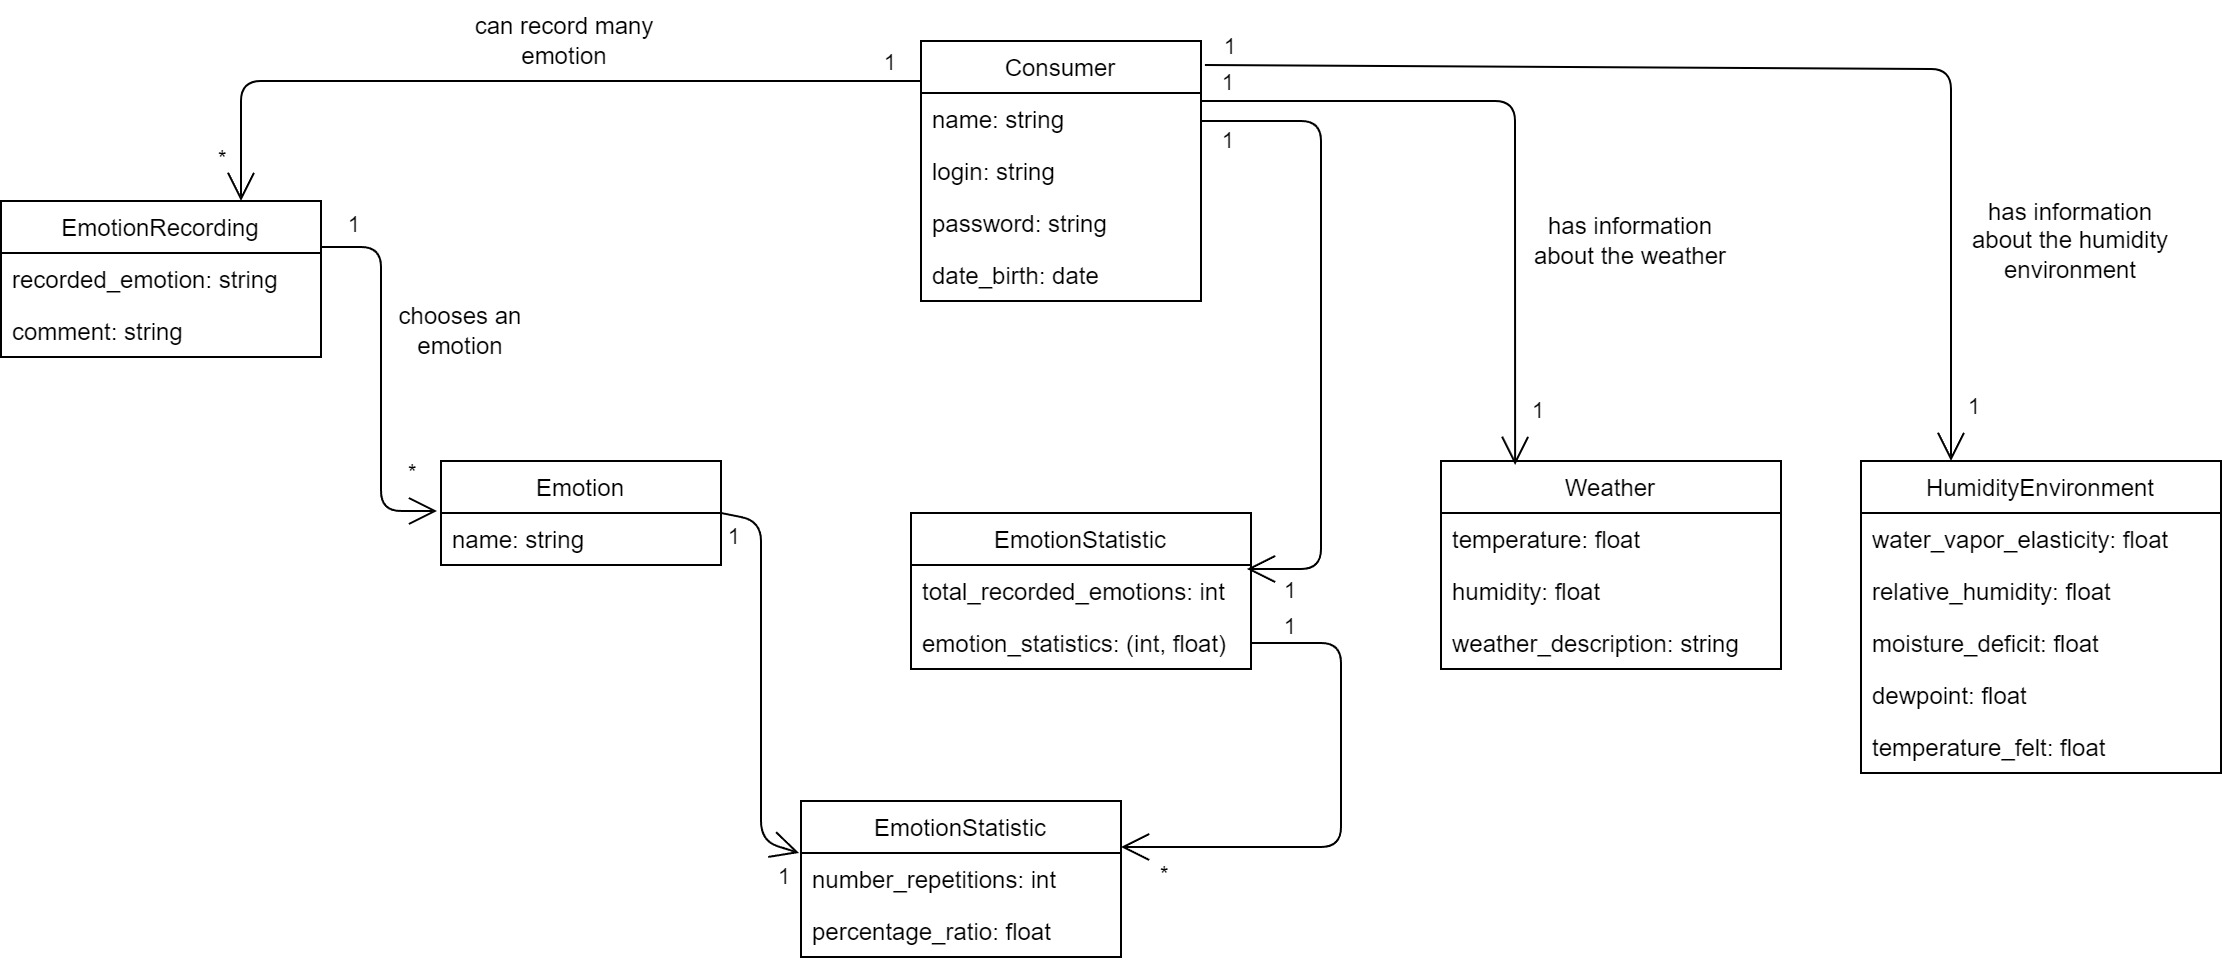 can record many
emotion
1
*
Consumer
name: string
login: string
password: string
date_birth: date
1
1
1
EmotionRecording
recorded_emotion: string
comment: string
1
chooses an
emotion
*
has information
about the weather
1
has information
about the humidity
environment
1
Emotion
name: string
1
EmotionStatistic
total_recorded_emotions: int
emotion_statistics: (int, float)
1
1
Weather
temperature: float
humidity: float
weather_description: string
HumidityEnvironment
water_vapor_elasticity: float
relative_humidity: float
moisture_deficit: float
dewpoint: float
temperature_felt: float
EmotionStatistic
number_repetitions: int
percentage_ratio: float
1
*